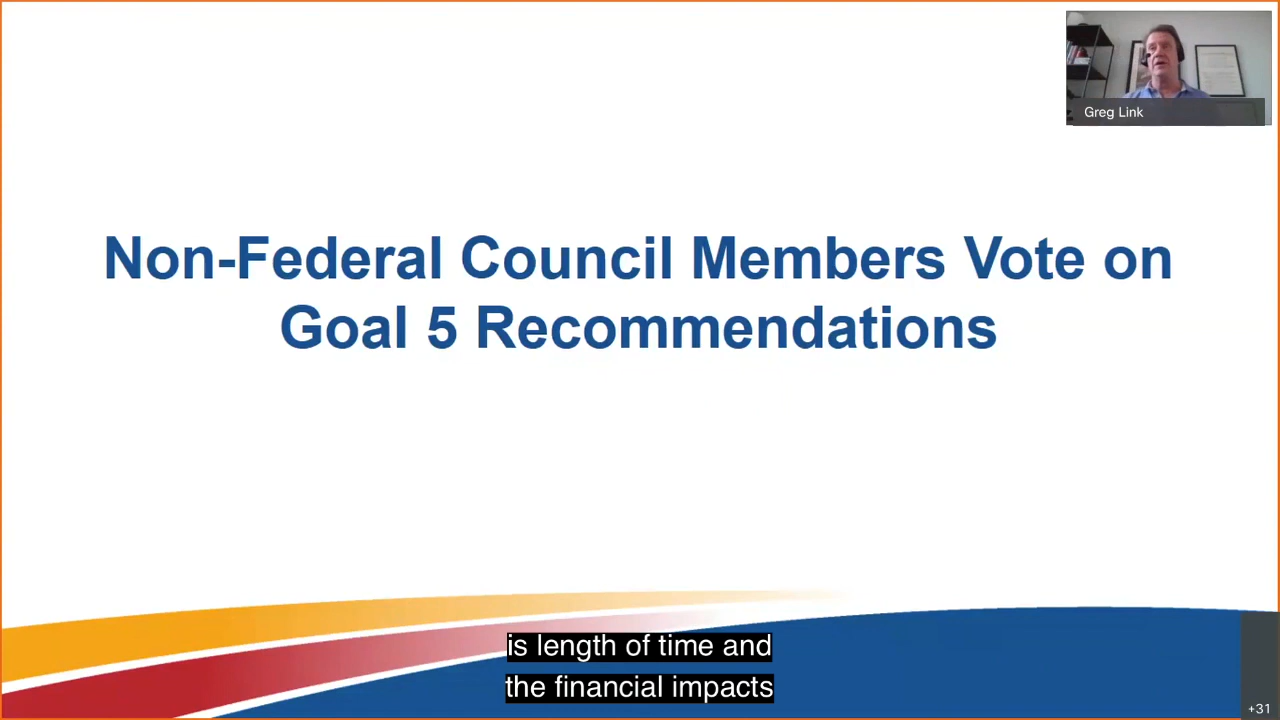 Greg Link
Non-Federal Council Members Vote on
Goal 5 Recommendations
is length of time and
the financial impacts
+31